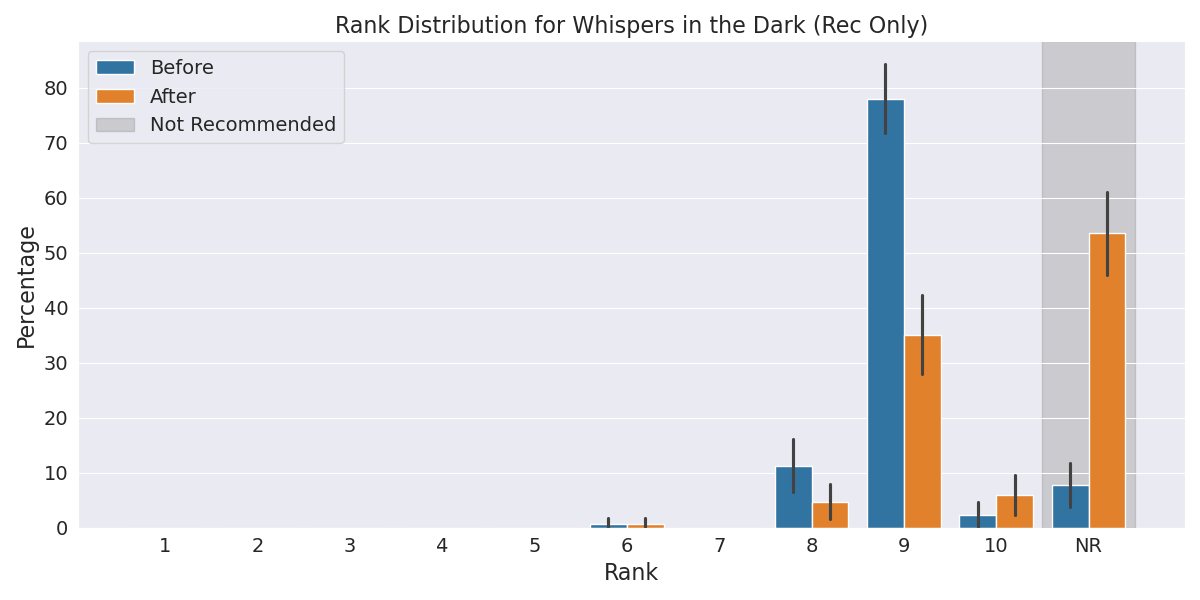 Rank Distribution for Whispers in the Dark (Rec Only)
Before
After
Not Recommended
Percentage
80
70
60
50
40
30
20
10
0
1 2 3 4 5 6 7 8 9 10 NR
Rank